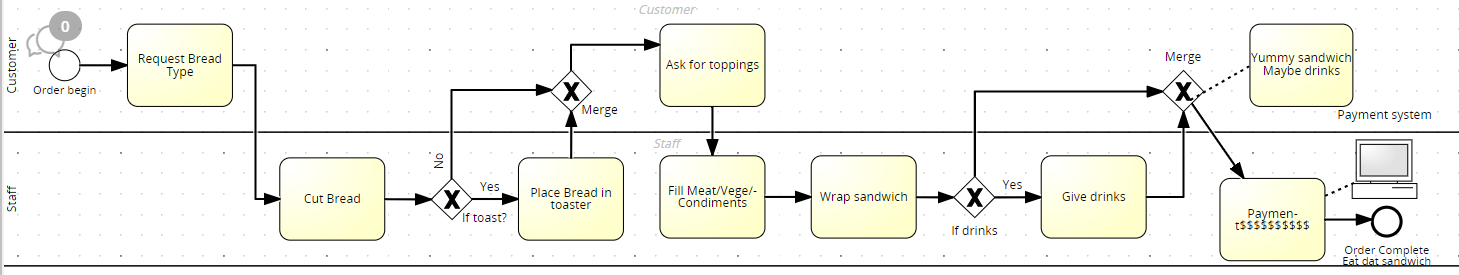 Customer
0
Order begin
Request Bread
Type
Customer
Ask for toppings
Merge
Merge
Yummy sandwich
Maybe drinks
Payment system
Staff
Staff
Cut Bread
No
Yes
If toast?
Place Bread in
toaster
Fill Meat/Vege/-
Condiments
Wrap sandwich
Yes
If drinks
Give drinks
Paymen-
t$$$$$$$$$$
Order Complete
Eat dat sandwich